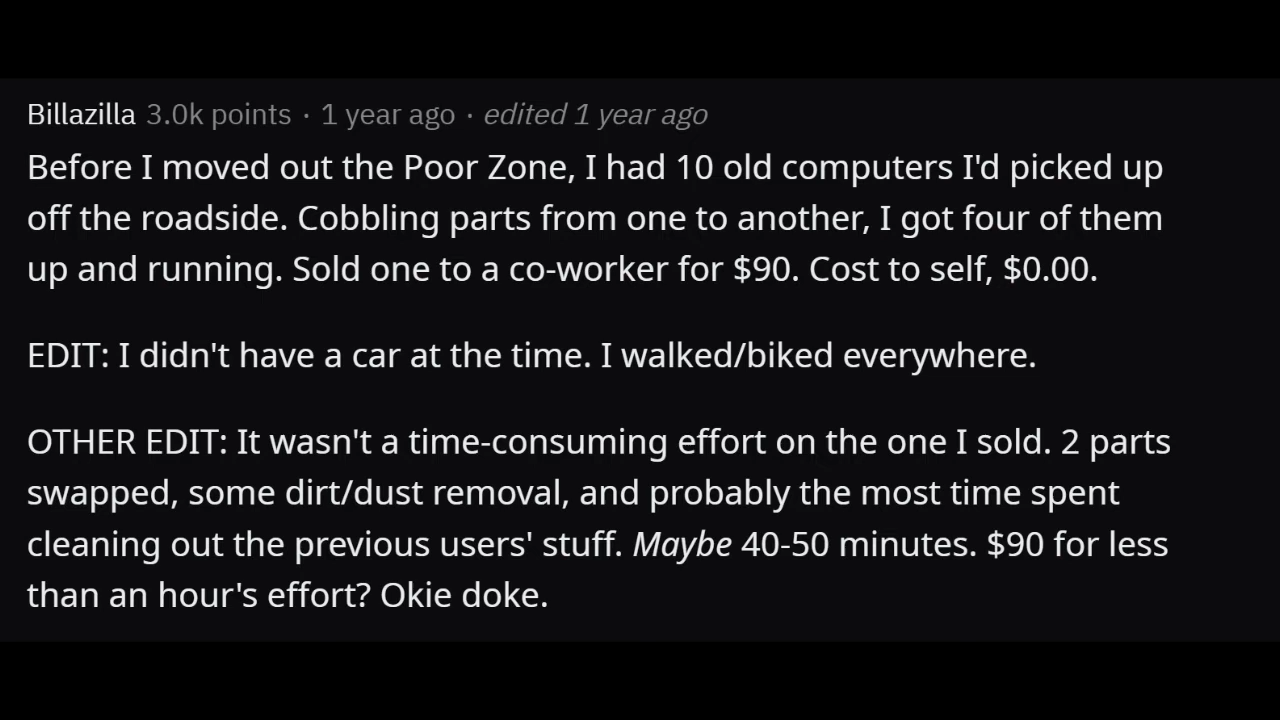 Billazilla 3.0k points · 1 year ago · edited 1 year ago
Before I moved out the Poor Zone, I had 10 old computers I'd picked up
off the roadside. Cobbling parts from one to another, I got four of them
up and running. Sold one to a co-worker for $90. Cost to self, $0.00.
EDIT: I didn't have a car at the time. I walked/biked everywhere.
OTHER EDIT: It wasn't a time-consuming effort on the one I sold. 2 parts
swapped, some dirt/dust removal, and probably the most time spent
cleaning out the previous users' stuff. Maybe 40-50 minutes. $90 for less
than an hour's effort? Okie doke.